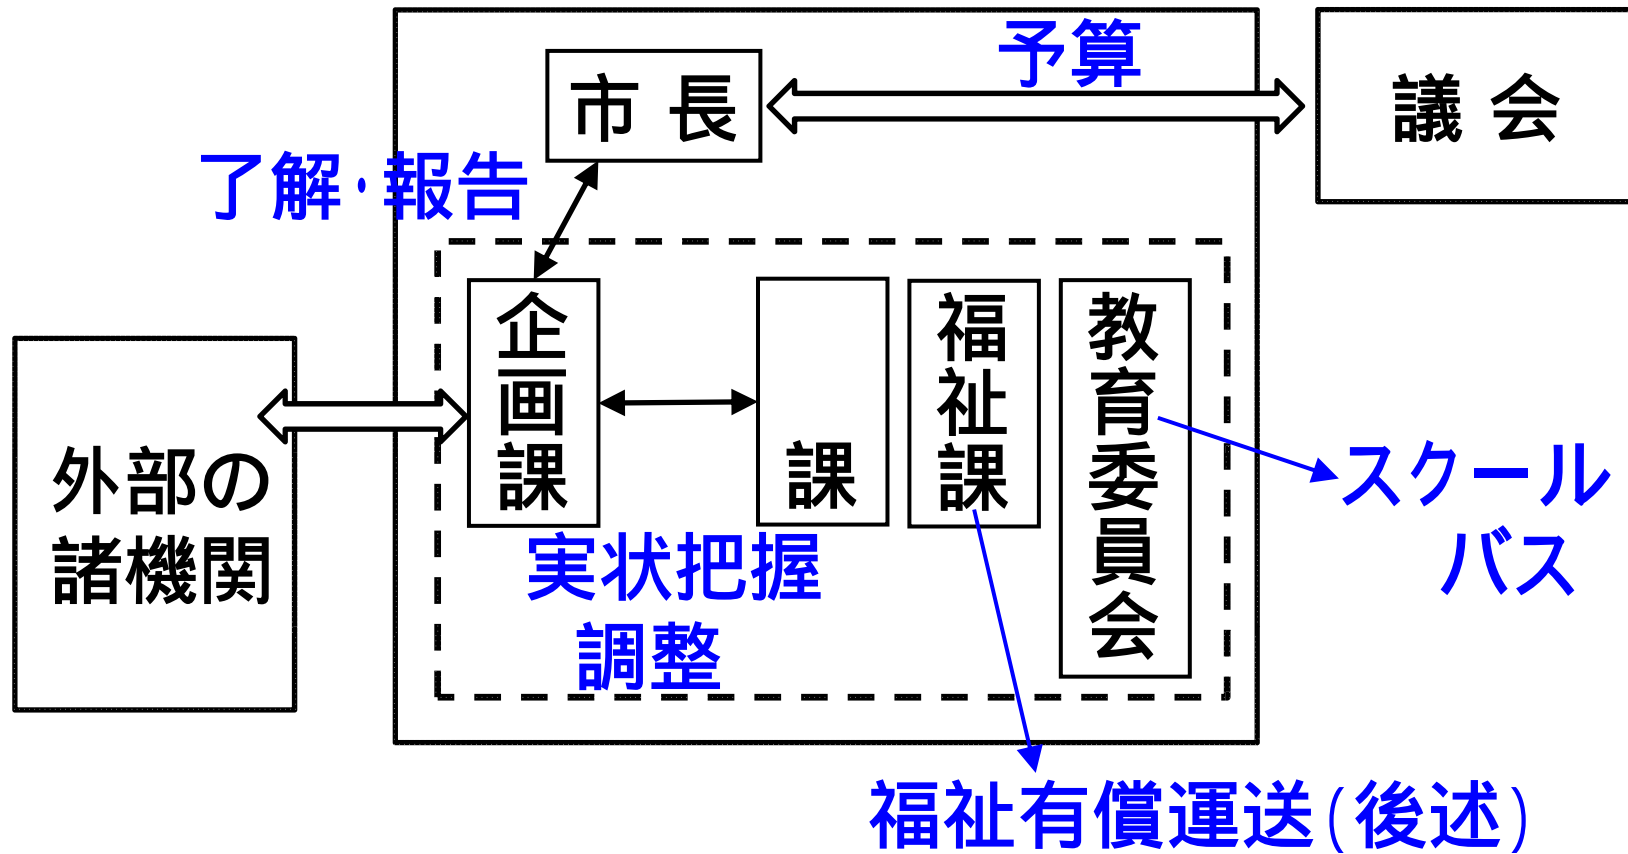 予算
市長
議会
了解・報告
企画課
課
福祉課
教育委員会
外部の
諸機関
スクール
バス
実状把握
調整
福祉有償運送(後述)